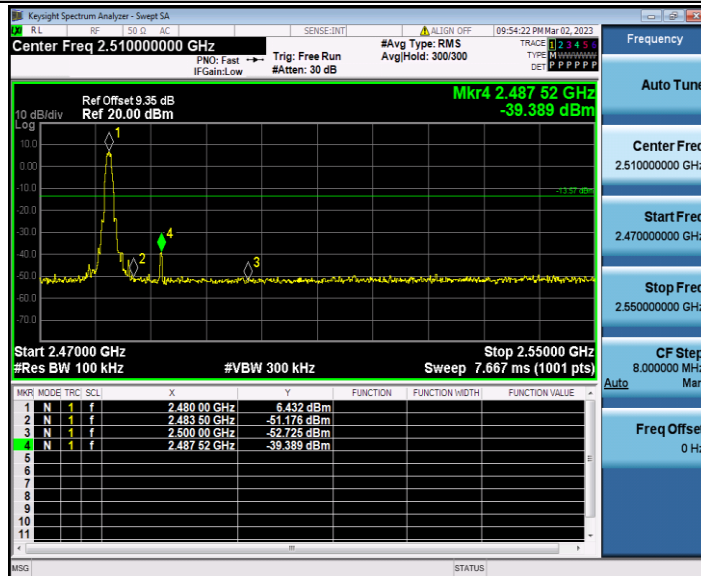 Keysight Spectrum Analyzer - Swept SA
RL RF 50 Ω AC SENSE:INT ALIGN OFF 09:54:22 PM Mar 02, 2023
Center Freq 2.510000000 GHz
PNO: Fast
IFGain:Low
Trig: Free Run
#Atten: 30 dB
#Avg Type: RMS
Avg|Hold: 300/300
TRACE 1 2 3 4 5 6
TYPE M
DET P P P P P P
Ref Offset 9.35 dB
Ref 20.00 dBm
10 dB/div
Log
Mkr4 2.487 52 GHz
-39.389 dBm
10.0
0.00
-10.0
-20.0
-30.0
-40.0
-50.0
-60.0
-70.0
1
2
3
4
-13.57 dBm
Start 2.47000 GHz
Stop 2.55000 GHz
#Res BW 100 kHz
#VBW 300 kHz
Sweep 7.667 ms (1001 pts)
MKR MODE TRC SCL X Y FUNCTION FUNCTION WIDTH FUNCTION VALUE
1 N 1 f 2.480 00 GHz 6.432 dBm
2 N 1 f 2.483 50 GHz -51.176 dBm
3 N 1 f 2.500 00 GHz -52.725 dBm
4 N 1 f 2.487 52 GHz -39.389 dBm
5
6
7
8
9
10
11
MSG
STATUS
Frequency
Auto Tune
Center Freq
2.510000000 GHz
Start Freq
2.470000000 GHz
Stop Freq
2.550000000 GHz
CF Step
8.000000 MHz
Auto Man
Freq Offset
0 Hz